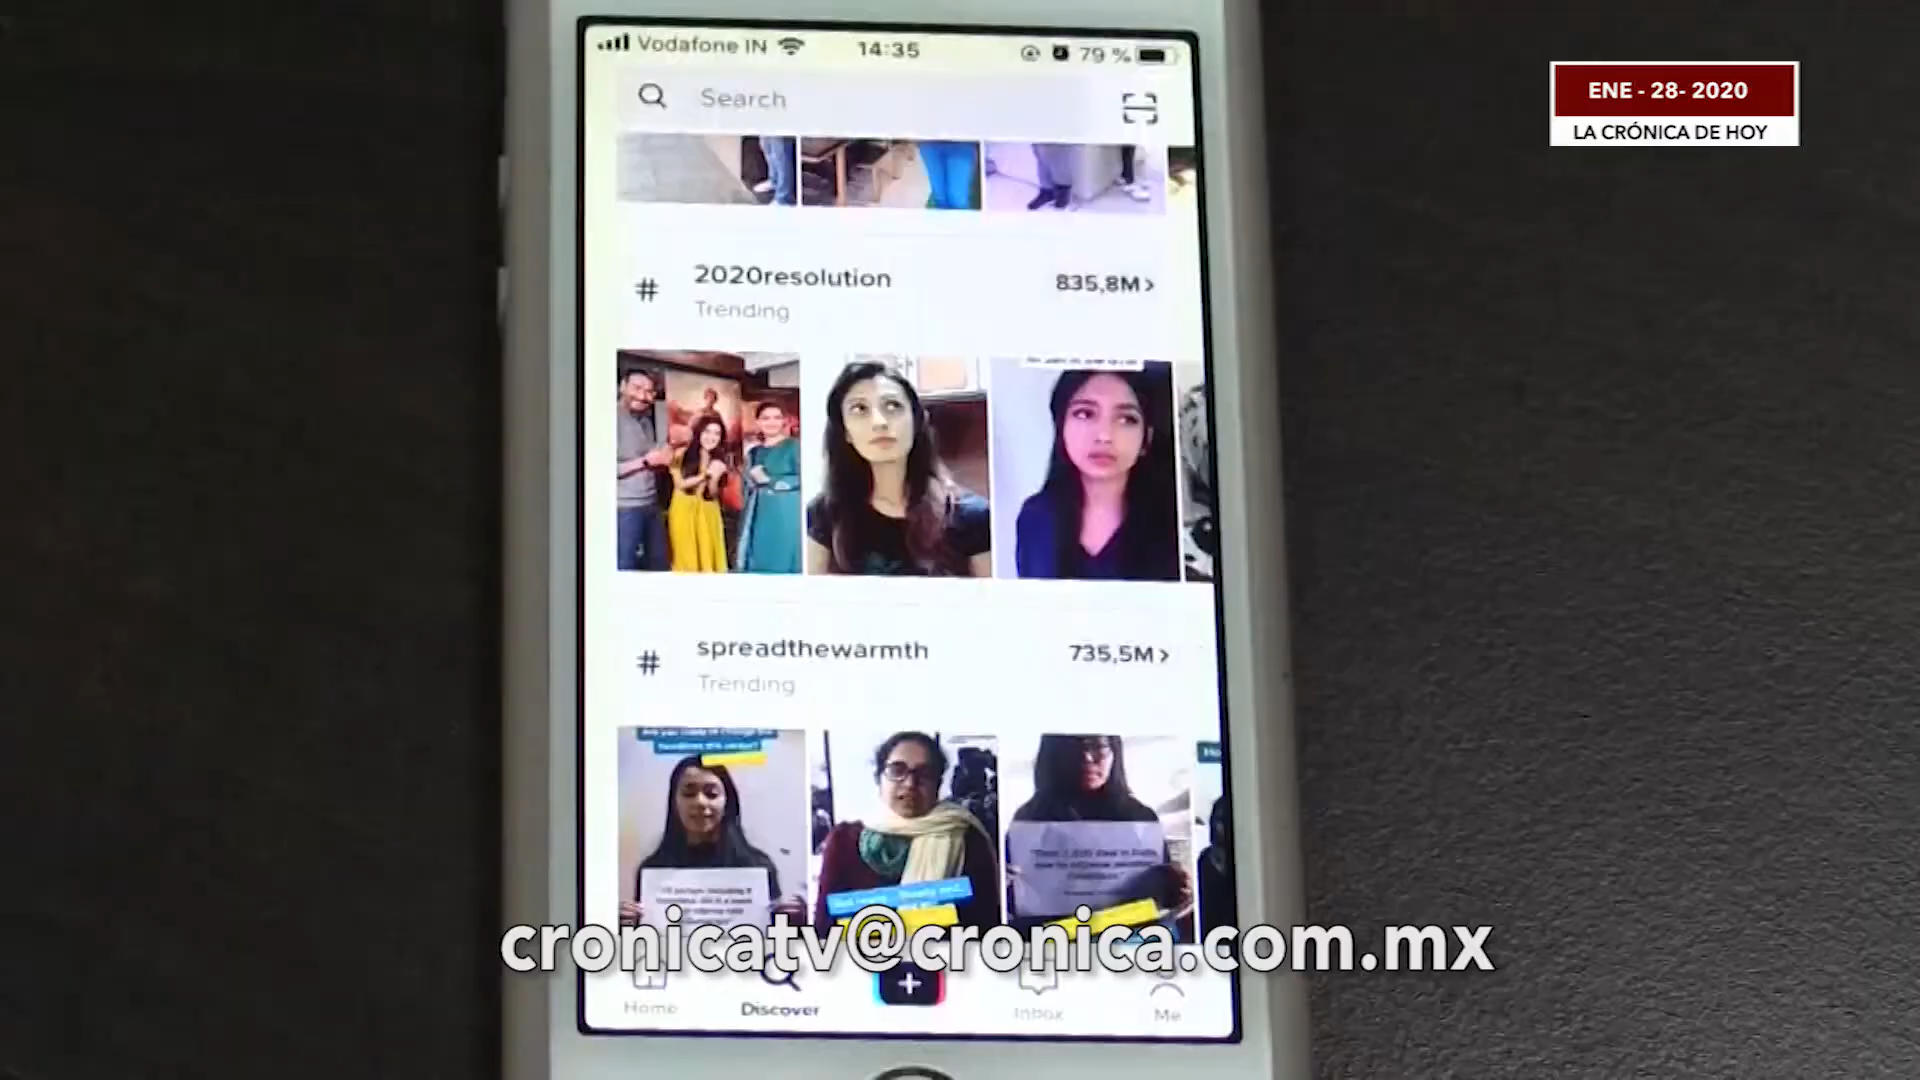 Vodafone IN 14:35 79 %
ENE - 28- 2020
LA CRÓNICA DE HOY
Search
2020resolution 835,8M
# Trending
spreadthewarmth 735,5M
# Trending
cronicatv@cronica.com.mx
Home Discover + Inbox Me